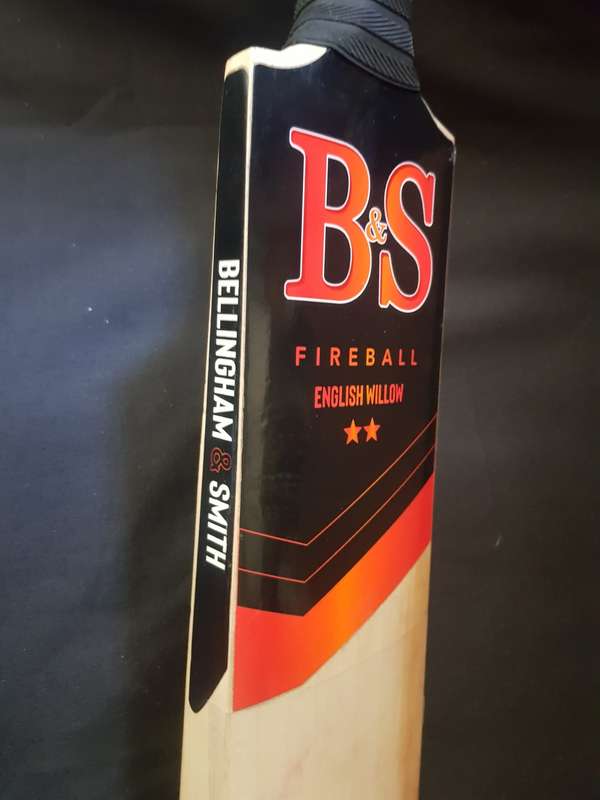 B&S
FIREBALL
ENGLISH WILLOW
BELLINGHAM & SMITH